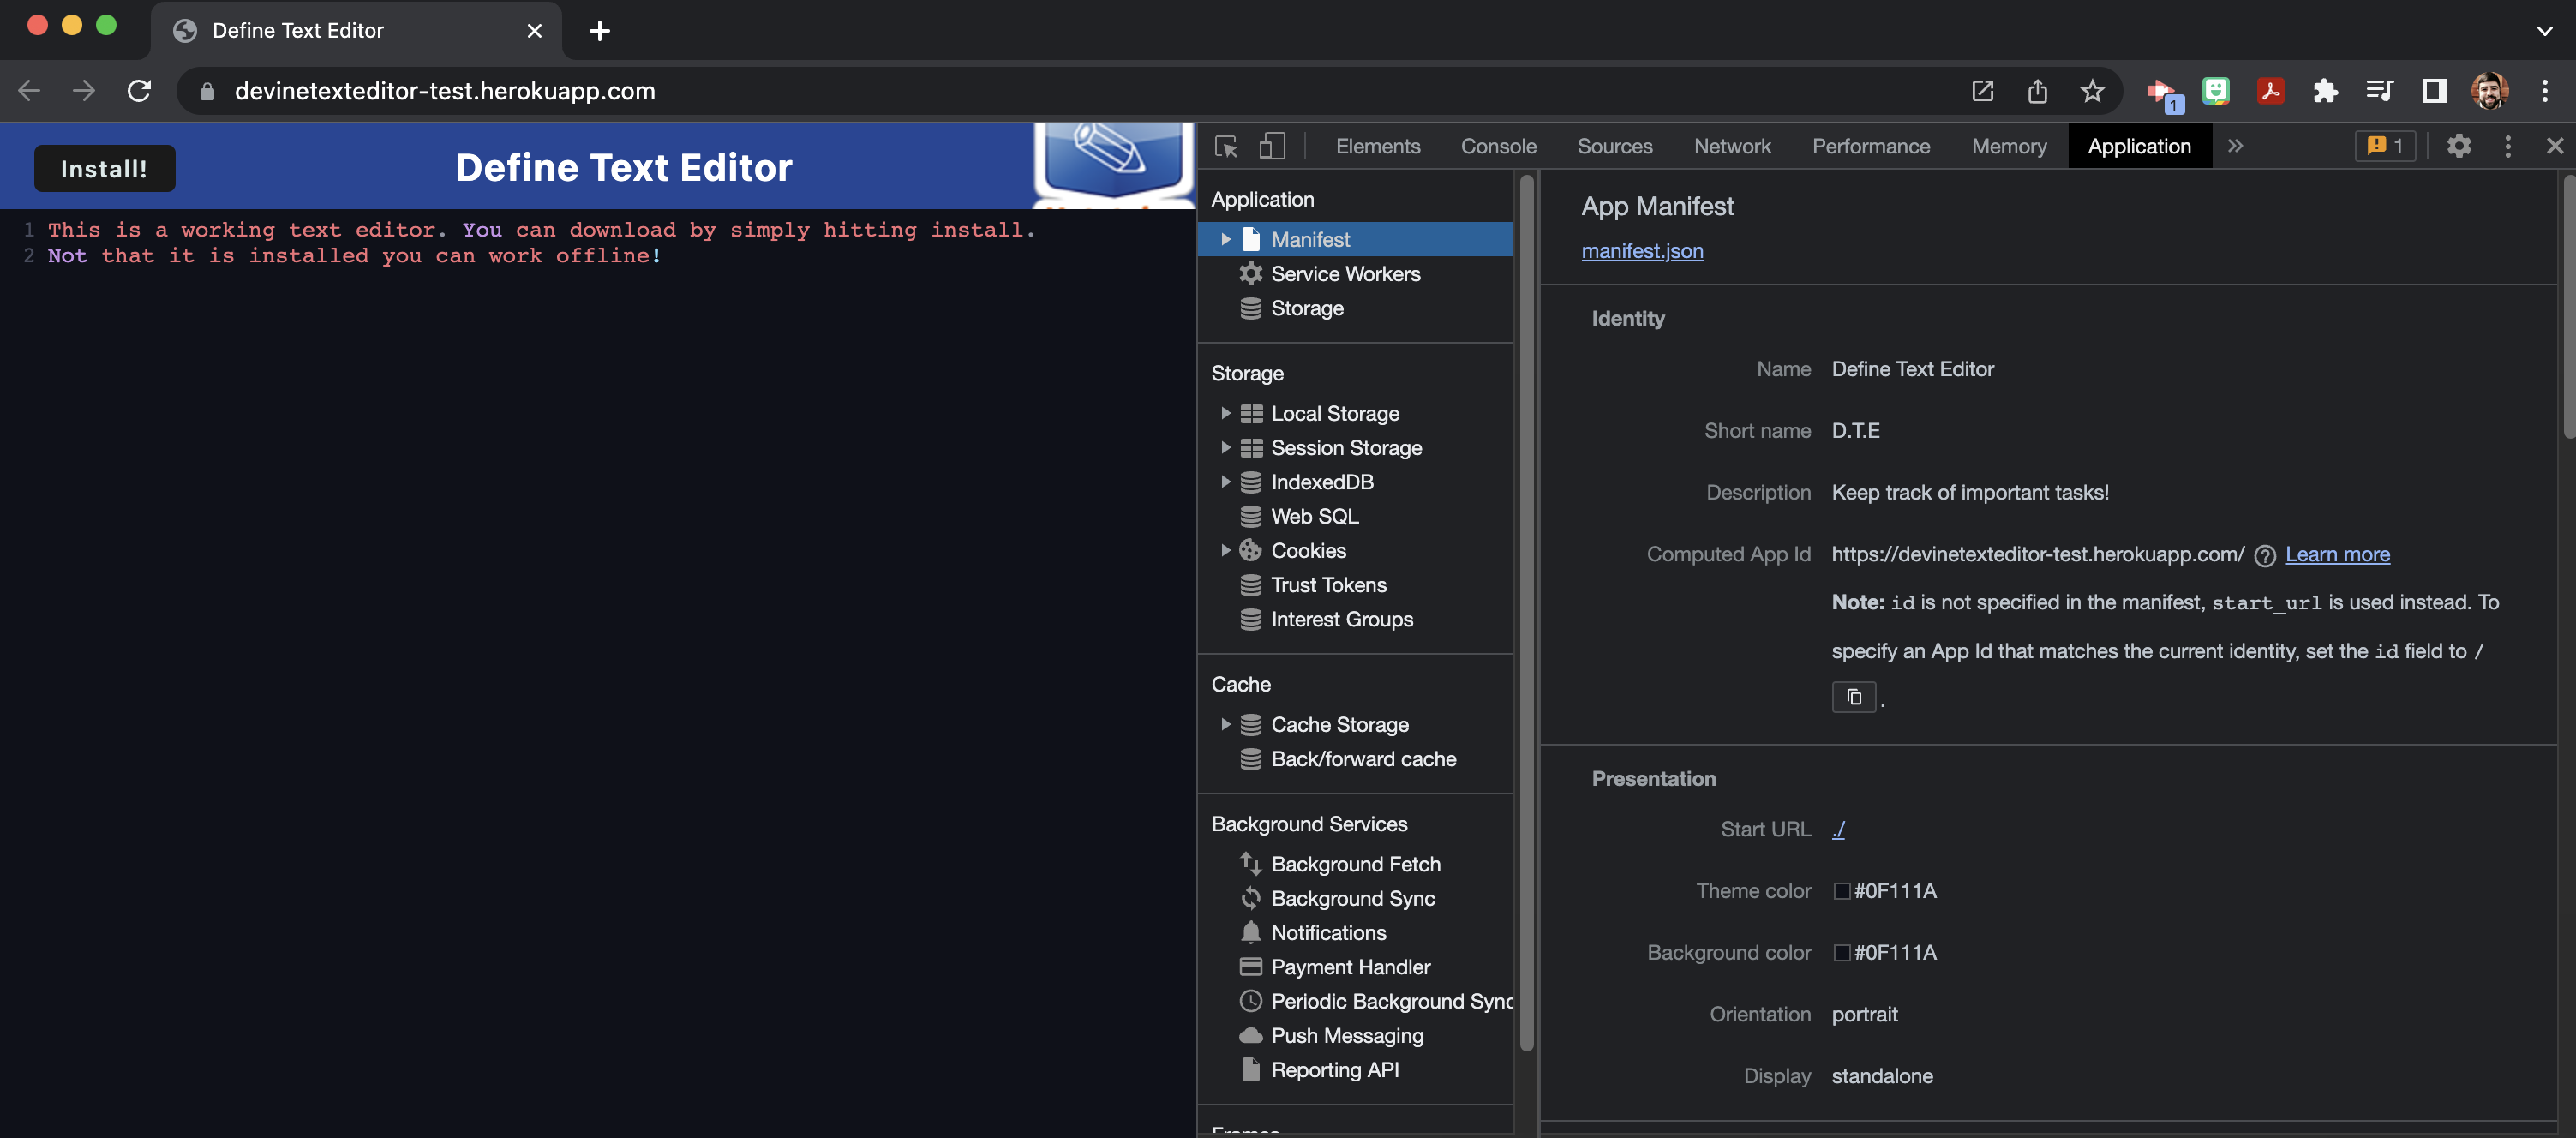 Define Text Editor
devinetexteditor-test.herokuapp.com
1
Install!
Define Text Editor
1 This is a working text editor. You can download by simply hitting install.
2 Not that it is installed you can work offline!
Elements Console Sources Network Performance Memory Application » 1
Application
Manifest
Service Workers
Storage
Storage
Local Storage
Session Storage
IndexedDB
Web SQL
Cookies
Trust Tokens
Interest Groups
Cache
Cache Storage
Back/forward cache
Background Services
Background Fetch
Background Sync
Notifications
Payment Handler
Periodic Background Sync
Push Messaging
Reporting API
Frames
App Manifest
manifest.json
Identity
Name Define Text Editor
Short name D.T.E
Description Keep track of important tasks!
Computed App Id https://devinetexteditor-test.herokuapp.com/ ? Learn more
Note: id is not specified in the manifest, start_url is used instead. To
specify an App Id that matches the current identity, set the id field to /
.
Presentation
Start URL ./
Theme color #0F111A
Background color #0F111A
Orientation portrait
Display standalone